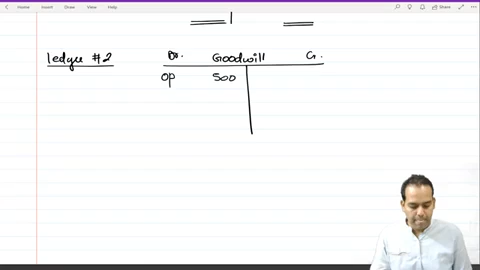 Home Insert Draw View Help Share
ledger #2 Dr. Goodwill Cr.
OP 500